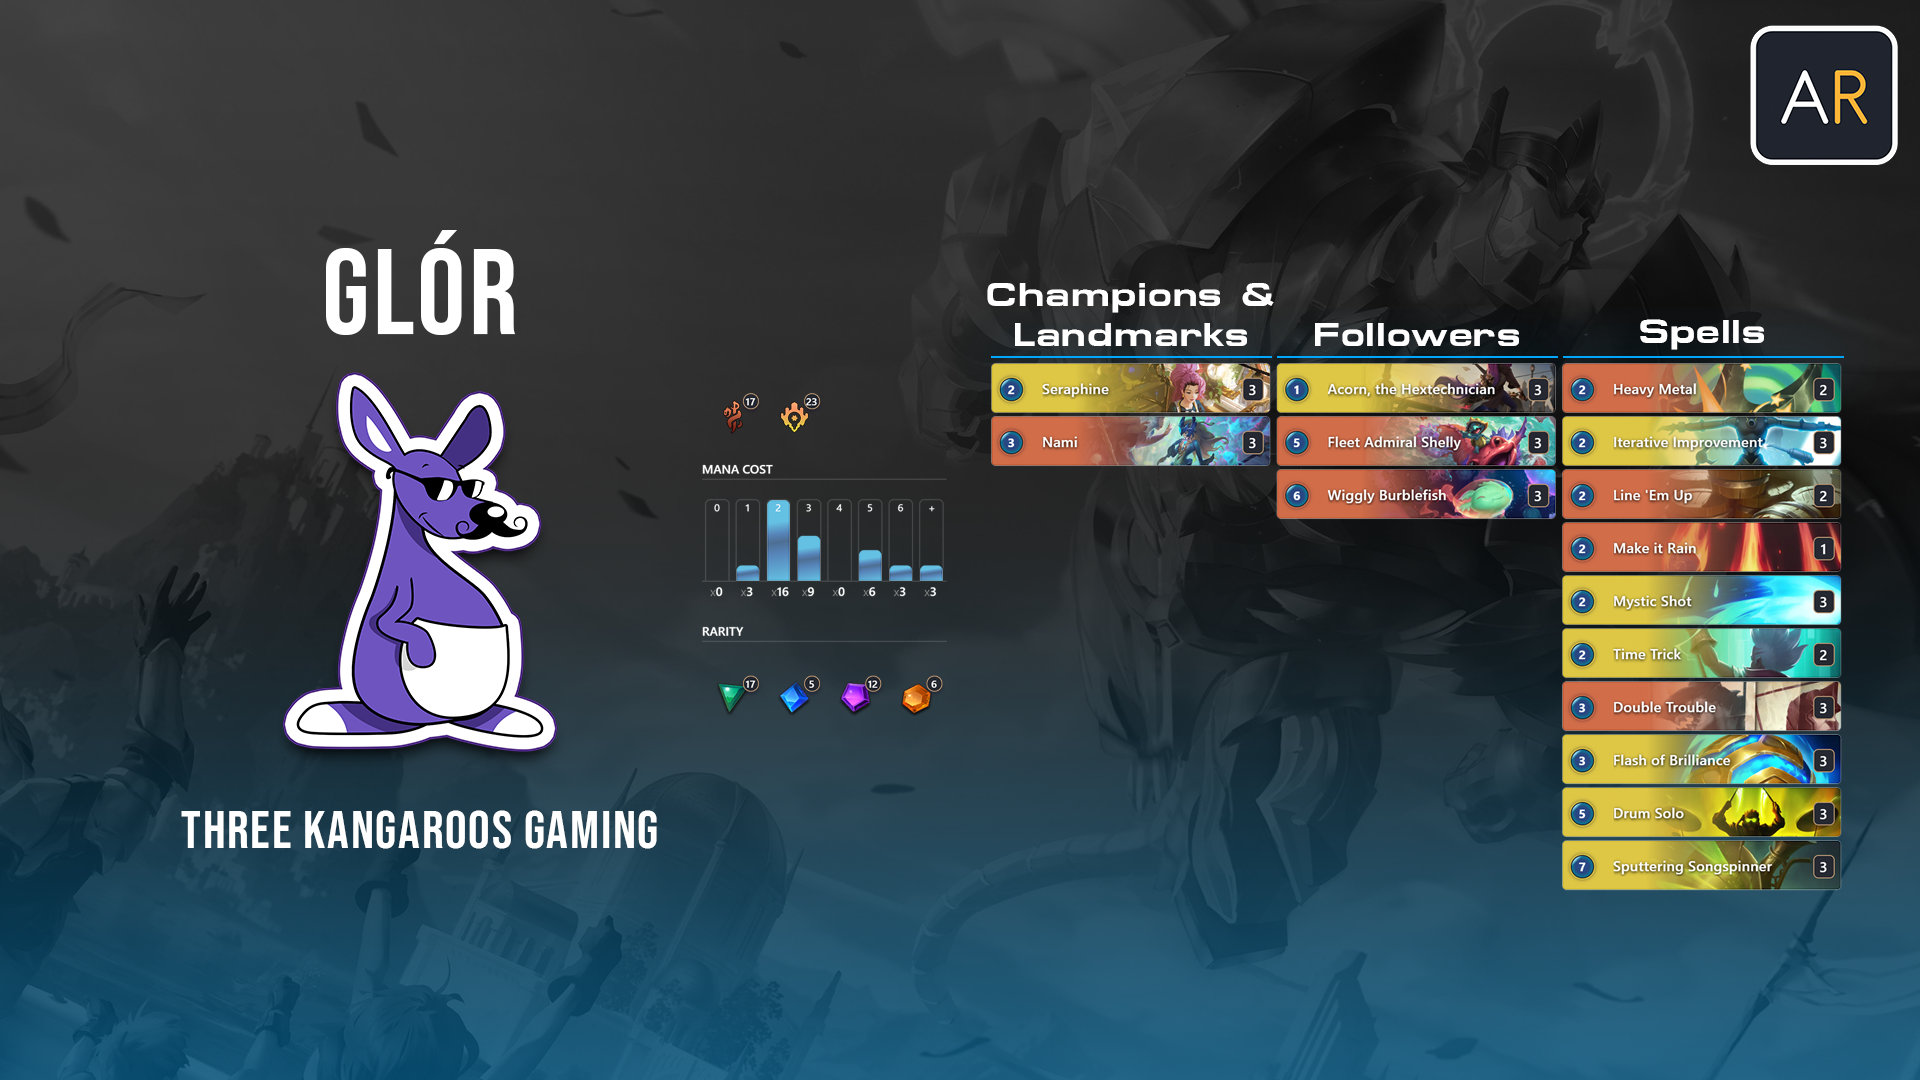 AR
GLÓR
THREE KANGAROOS GAMING
17 23
MANA COST
0 1 2 3 4 5 6 +
x0 x3 x16 x9 x0 x6 x3 x3
RARITY
17 5 12 6
Champions &
Landmarks
2 Seraphine 3
3 Nami 3
Followers
1 Acorn, the Hextechnician 3
5 Fleet Admiral Shelly 3
6 Wiggly Burblefish 3
Spells
2 Heavy Metal 2
2 Iterative Improvement 3
2 Line 'Em Up 2
2 Make it Rain 1
2 Mystic Shot 3
2 Time Trick 2
3 Double Trouble 3
3 Flash of Brilliance 3
5 Drum Solo 3
7 Sputtering Songspinner 3